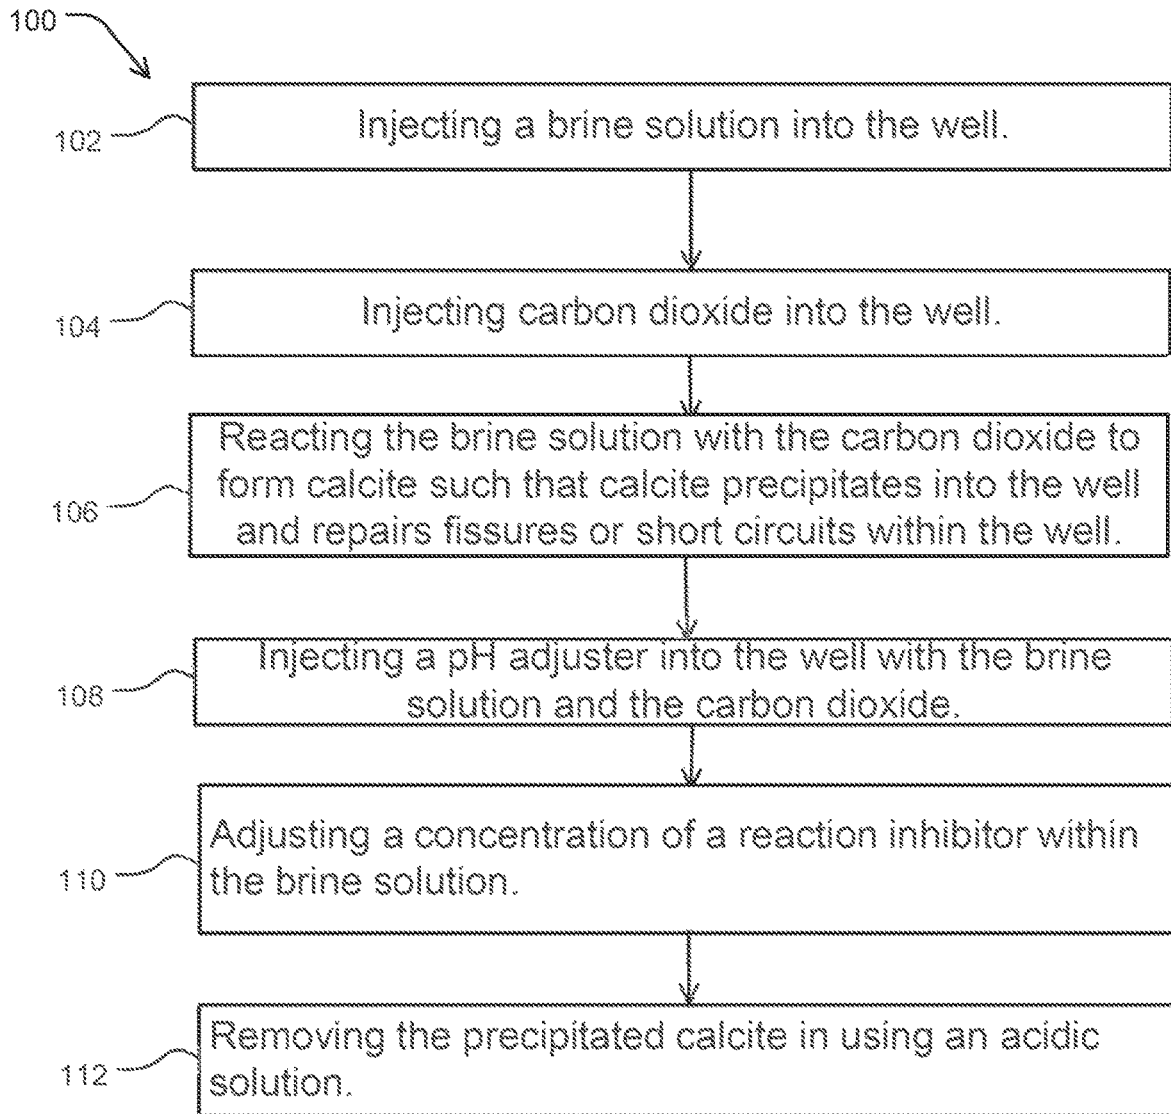 100
102
Injecting a brine solution into the well.
104
Injecting carbon dioxide into the well.
106
Reacting the brine solution with the carbon dioxide to
form calcite such that calcite precipitates into the well
and repairs fissures or short circuits within the well.
108
Injecting a pH adjuster into the well with the brine
solution and the carbon dioxide.
110
Adjusting a concentration of a reaction inhibitor within
the brine solution.
112
Removing the precipitated calcite in using an acidic
solution.